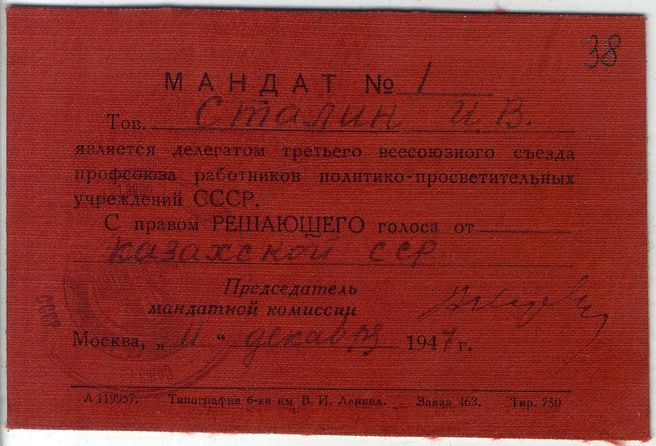 38
МАНДАТ № 1
Тов. Сталин И. В.
является делегатом третьего всесоюзного съезда
профсоюза работников политико-просветительных
учреждений СССР.
С правом РЕШАЮЩЕГО голоса от
Казахской ССР
Председатель
мандатной комиссии
Москва, „11“ декабря 1947 г.
А 119957. Типография б-ки им В. И. Ленина. Заказ 463. Тир. 750